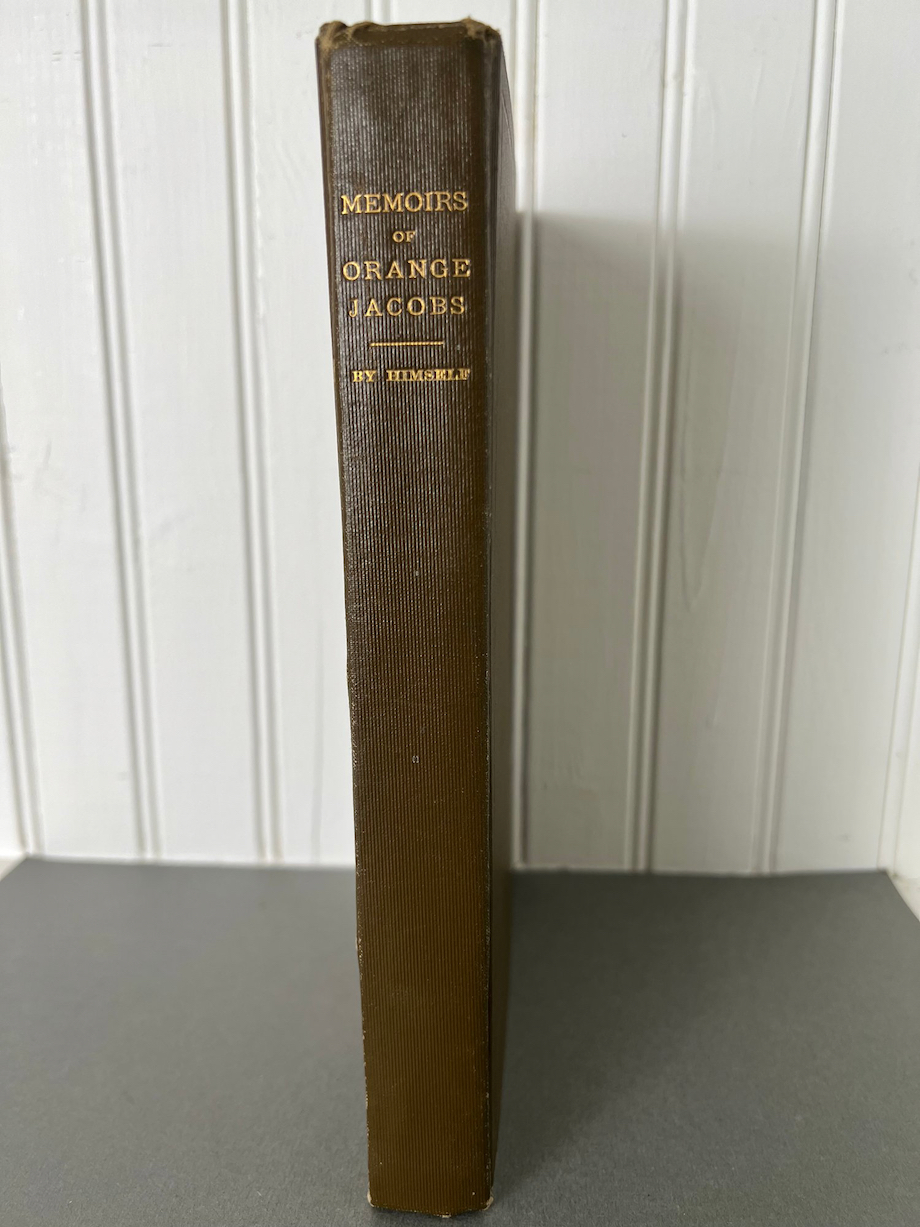 MEMOIRS
OF
ORANGE
JACOBS
BY HIMSELF